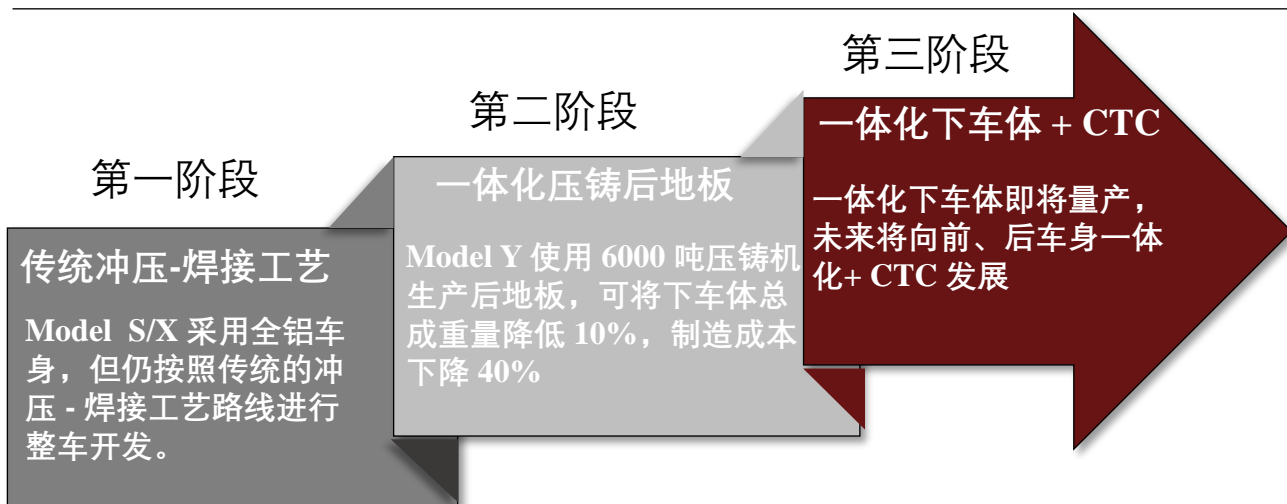 第一阶段
传统冲压-焊接工艺
Model S/X 采用全铝车
身，但仍按照传统的冲
压 - 焊接工艺路线进行
整车开发。
第二阶段
一体化压铸后地板
Model Y 使用 6000 吨压铸机
生产后地板，可将下车体总
成重量降低 10%，制造成本
下降 40%
第三阶段
一体化下车体 + CTC
一体化下车体即将量产，
未来将向前、后车身一体
化+ CTC 发展